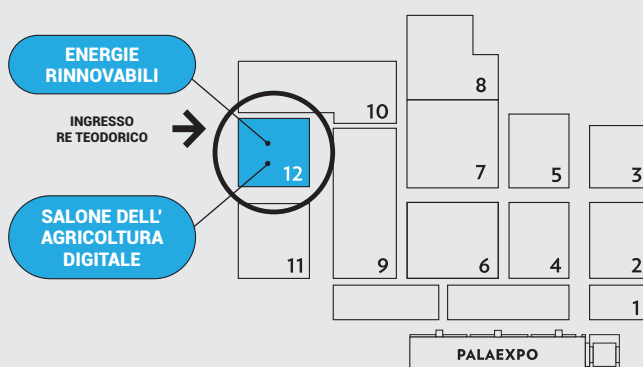 ENERGIE
RINNOVABILI
INGRESSO
RE TEODORICO
SALONE DELL'
AGRICOLTURA
DIGITALE
8
10
12
7
5
3
11
9
6
4
2
1
PALAEXPO